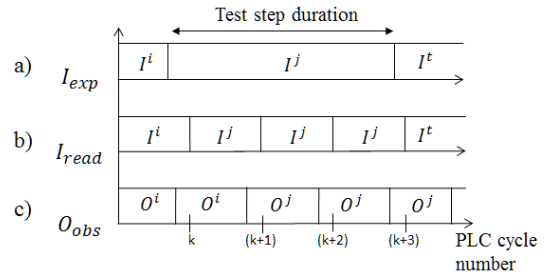 Test step duration
a) I_exp I^i I^j I^t
b) I_read I^i I^j I^j I^j I^t
c) O_obs O^i O^i O^j O^j O^j
k (k+1) (k+2) (k+3) PLC cycle
number